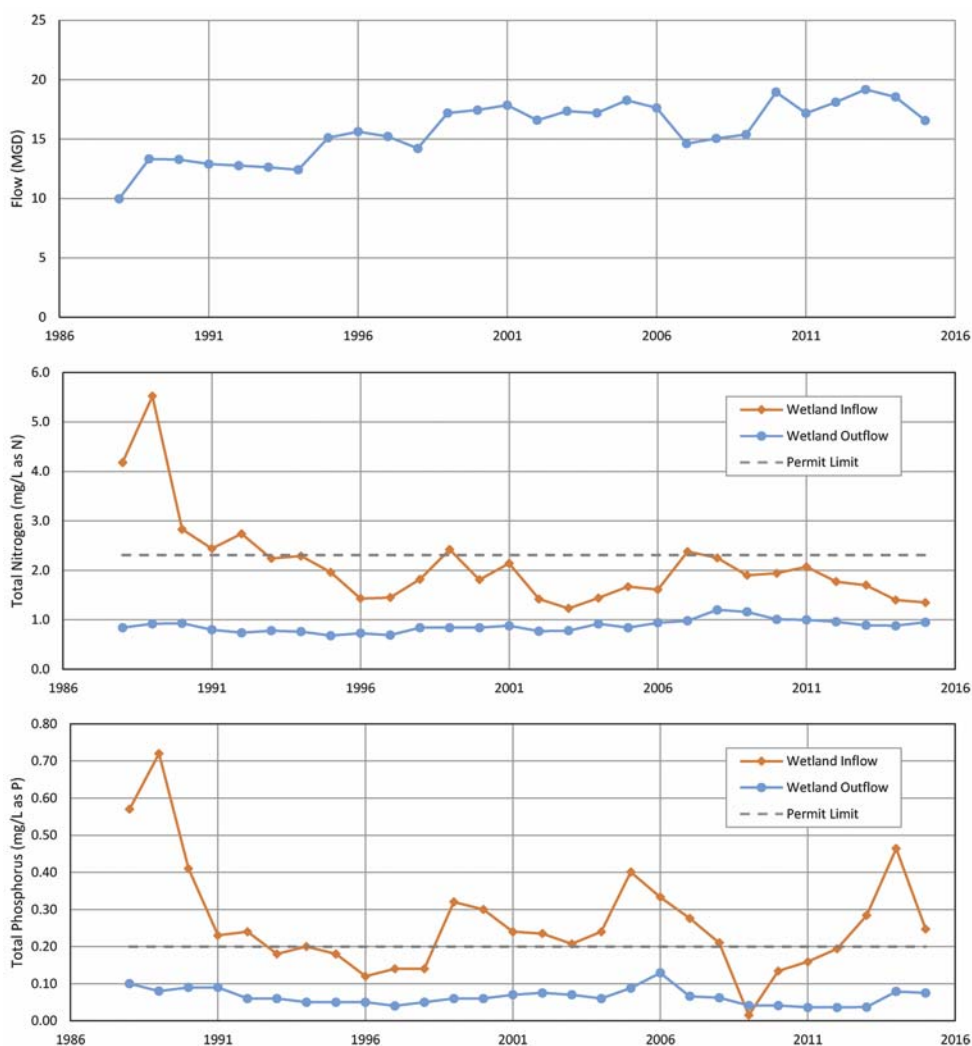 Flow (MGD)
25
20
15
10
5
0
1986 1991 1996 2001 2006 2011 2016
Total Nitrogen (mg/L as N)
6.0
5.0
4.0
3.0
2.0
1.0
0.0
Wetland Inflow
Wetland Outflow
Permit Limit
1986 1991 1996 2001 2006 2011 2016
Total Phosphorus (mg/L as P)
0.80
0.70
0.60
0.50
0.40
0.30
0.20
0.10
0.00
Wetland Inflow
Wetland Outflow
Permit Limit
1986 1991 1996 2001 2006 2011 2016